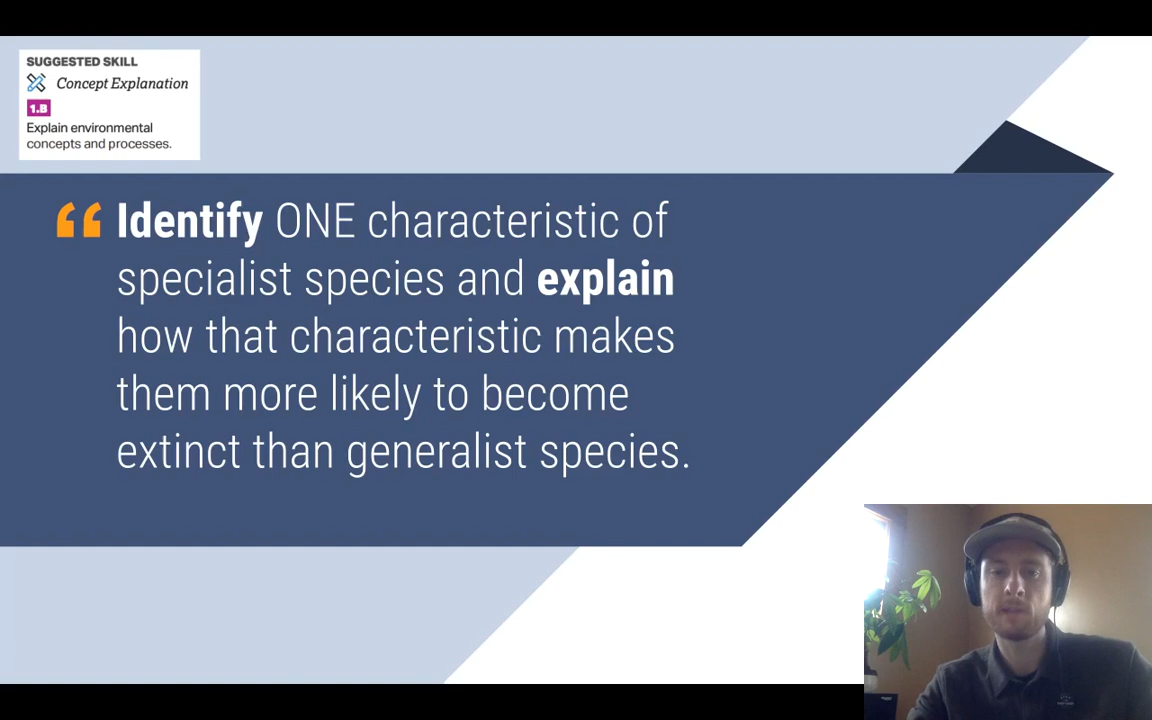 SUGGESTED SKILL
Concept Explanation
1.B
Explain environmental
concepts and processes.
“ Identify ONE characteristic of
specialist species and explain
how that characteristic makes
them more likely to become
extinct than generalist species.